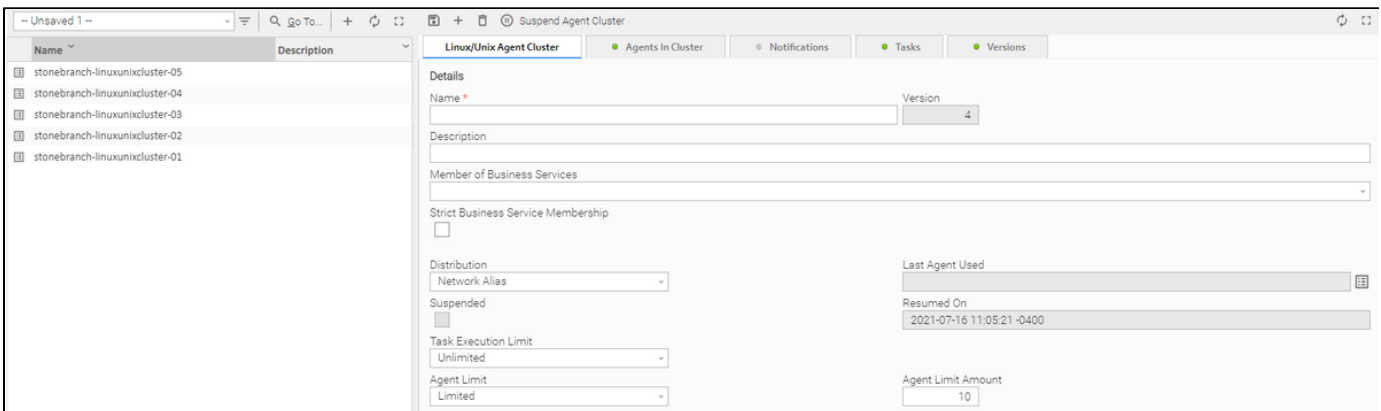 -- Unsaved 1 --
Go To...
Suspend Agent Cluster
Name
Description
stonebranch-linuxunixcluster-05
stonebranch-linuxunixcluster-04
stonebranch-linuxunixcluster-03
stonebranch-linuxunixcluster-02
stonebranch-linuxunixcluster-01
Linux/Unix Agent Cluster
Agents In Cluster
Notifications
Tasks
Versions
Details
Name *
Version
4
Description
Member of Business Services
Strict Business Service Membership
Distribution
Last Agent Used
Network Alias
Suspended
Resumed On
2021-07-16 11:05:21 -0400
Task Execution Limit
Unlimited
Agent Limit
Agent Limit Amount
Limited
10